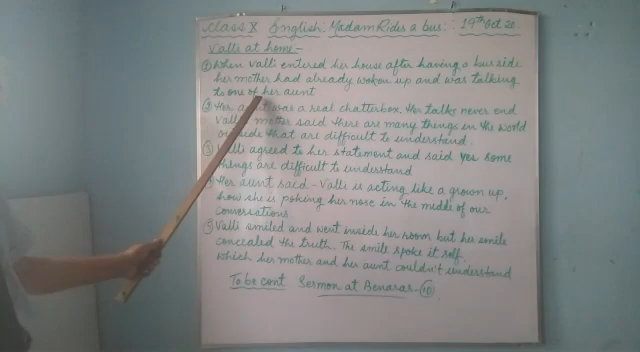 Class X English: Madam Rides a bus: : 19th Oct 20.
Valli at home:-
① When Valli entered her house after having a bus ride
her mother had already woken up and was talking
to one of her aunt
② Her aunt was a real chatterbox. Her talks never end
Valli mother said there are many things in the world
outside that are difficult to understand.
③ Valli agreed to her statement and said yes some
things are difficult to understand
④ Her aunt said - Valli is acting like a grown up,
how she is poking her nose in the middle of our
conversations
⑤ Valli smiled and went inside her room but her smile
concealed the truth. The smile spoke it self.
which her mother and her aunt couldn't understand
To be cont Sermon at Benaras-⑩